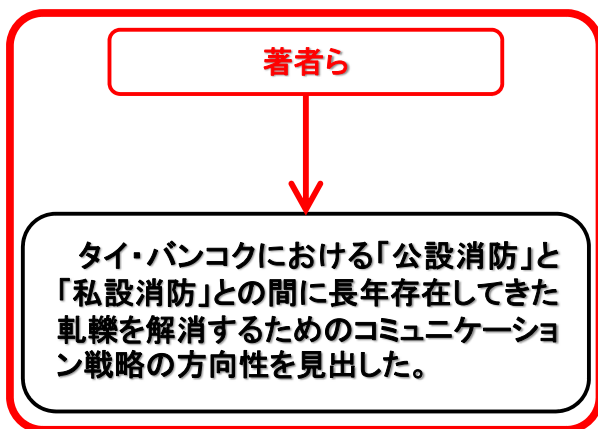 著者ら
タイ・バンコクにおける「公設消防」と
「私設消防」との間に長年存在してきた
軋轢を解消するためのコミュニケーショ
ン戦略の方向性を見出した。